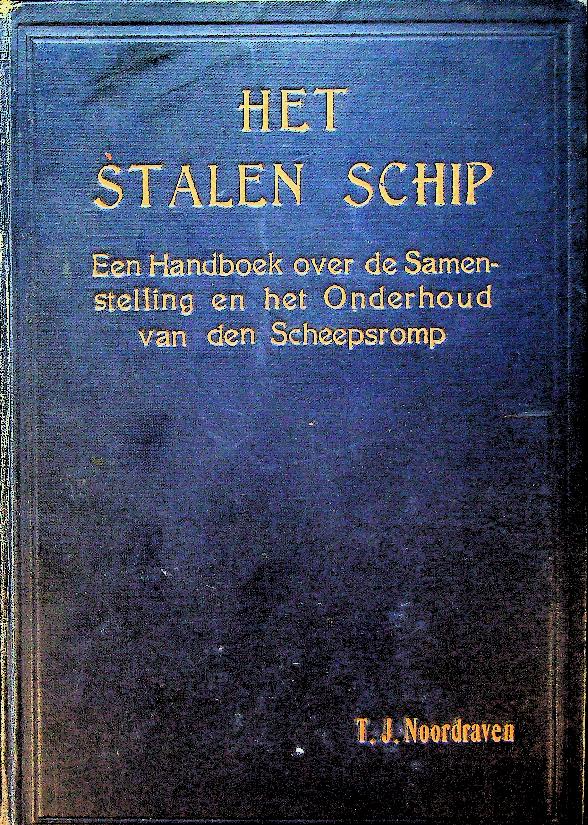 HET
STALEN SCHIP
Een Handboek over de Samen-
stelling en het Onderhoud
van den Scheepsromp
T. J. Noordraven